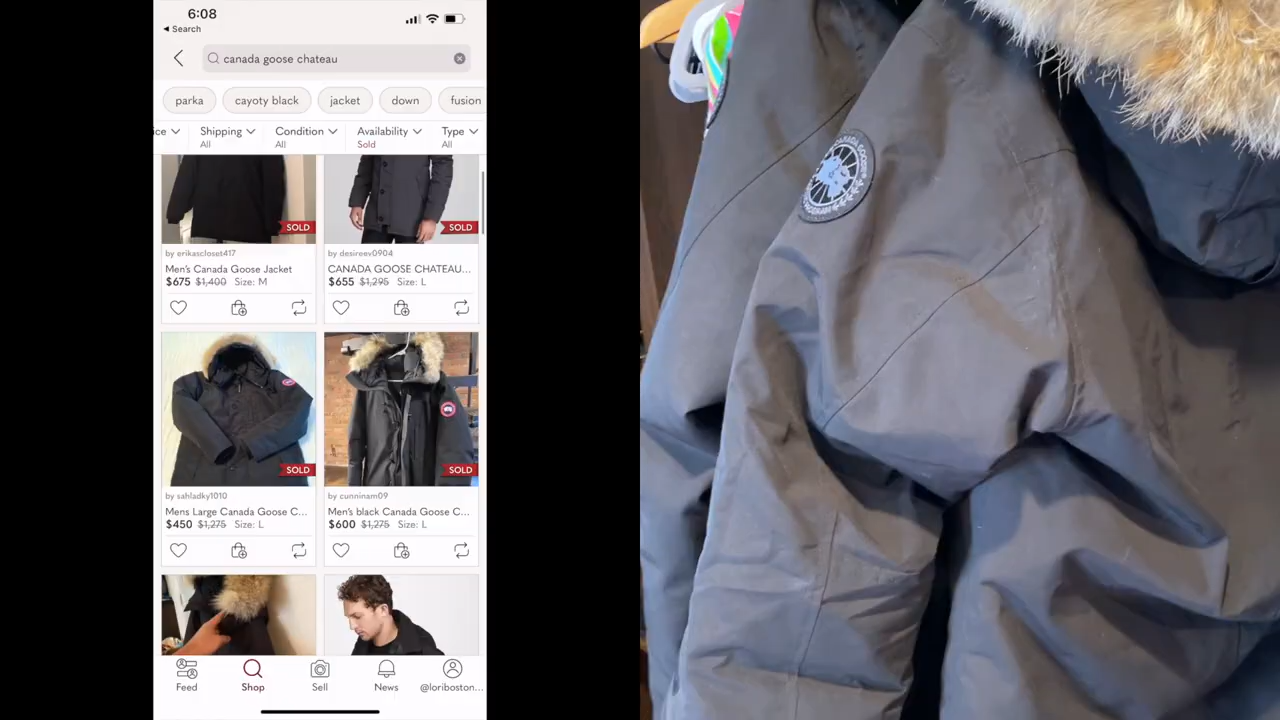 6:08
Search
canada goose chateau
parka
cayoty black
jacket
down
fusion
ice
Shipping
All
Condition
All
Availability
Sold
Type
All
SOLD
SOLD
by erikascloset417
by desireev0904
Men's Canada Goose Jacket
CANADA GOOSE CHATEAU...
$675 $1,400 Size: M
$655 $1,295 Size: L
SOLD
SOLD
by sahladky1010
by cunninam09
Mens Large Canada Goose C...
Men's black Canada Goose C...
$450 $1,275 Size: L
$600 $1,275 Size: L
Feed
Shop
Sell
News
@loriboston...
CANADA GOOSE